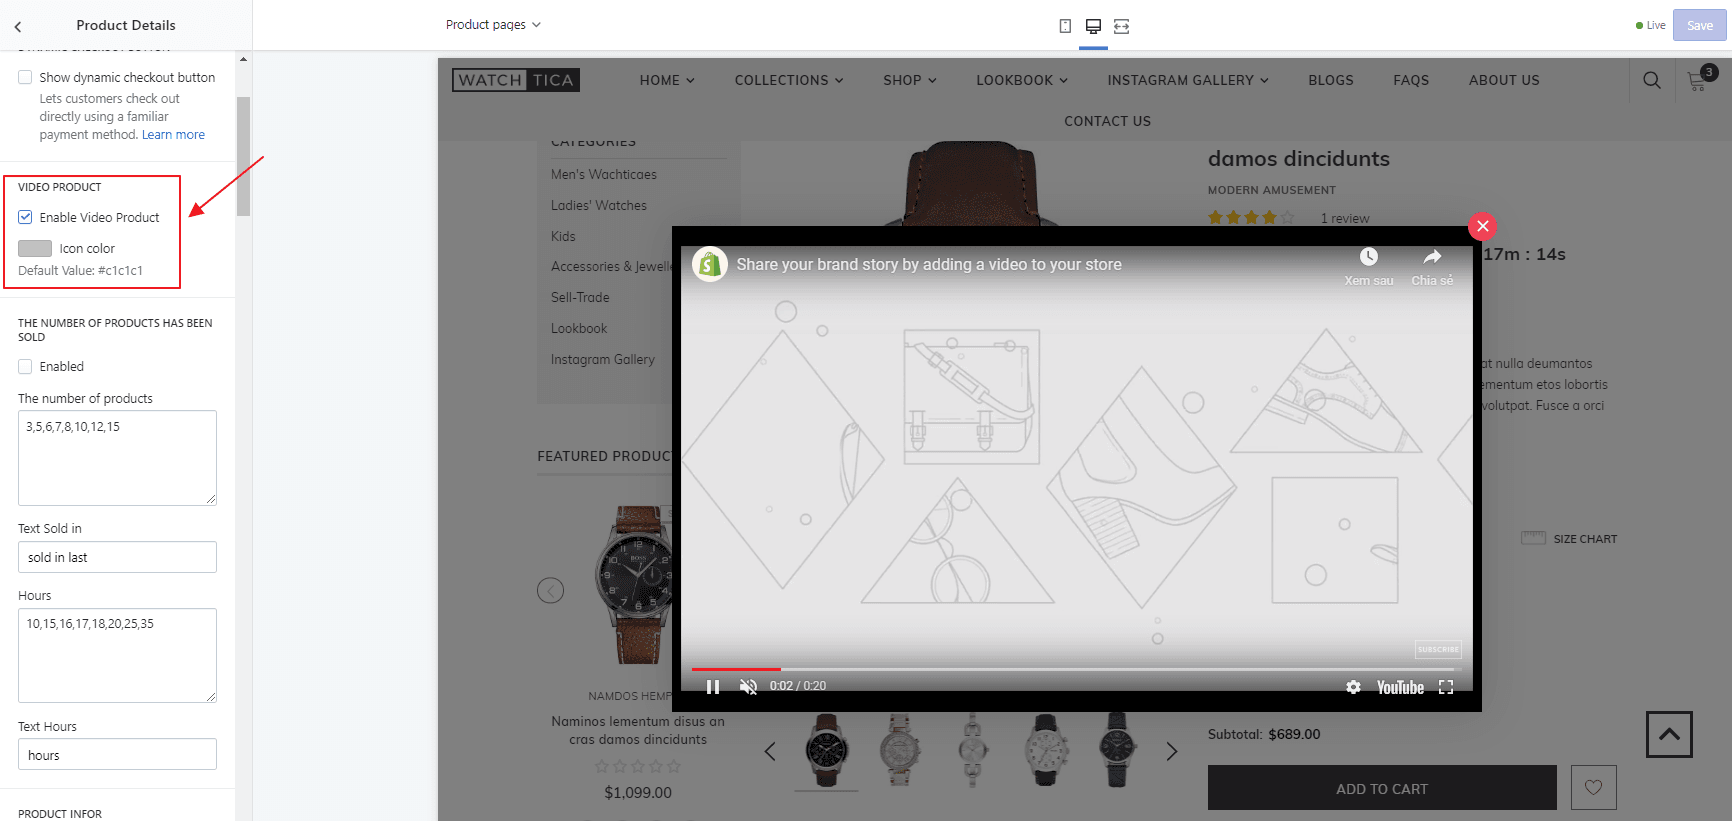 Product Details
Product pages
Live
Save
Show dynamic checkout button
Lets customers check out
directly using a familiar
payment method. Learn more
VIDEO PRODUCT
Enable Video Product
Icon color
Default Value: #c1c1c1
THE NUMBER OF PRODUCTS HAS BEEN
SOLD
Enabled
The number of products
3,5,6,7,8,10,12,15
Text Sold in
sold in last
Hours
10,15,16,17,18,20,25,35
Text Hours
hours
PRODUCT INFOR
WATCH TICA
HOME
COLLECTIONS
SHOP
LOOKBOOK
INSTAGRAM GALLERY
BLOGS
FAQS
ABOUT US
3
CONTACT US
CATEGORIES
Men's Wachticaes
Ladies' Watches
Kids
Accessories & Jewelle
Sell-Trade
Lookbook
Instagram Gallery
FEATURED PRODUC
BOSS
NAMDOS HEMP
Naminos lementum disus an
cras damos dincidunts
$1,099.00
damos dincidunts
MODERN AMUSEMENT
1 review
17m : 14s
Share your brand story by adding a video to your store
Xem sau
Chia sẻ
SUBSCRIBE
0:02 / 0:20
YouTube
at nulla deumantos
ementum etos lobortis
volutpat. Fusce a orci
SIZE CHART
Subtotal: $689.00
ADD TO CART